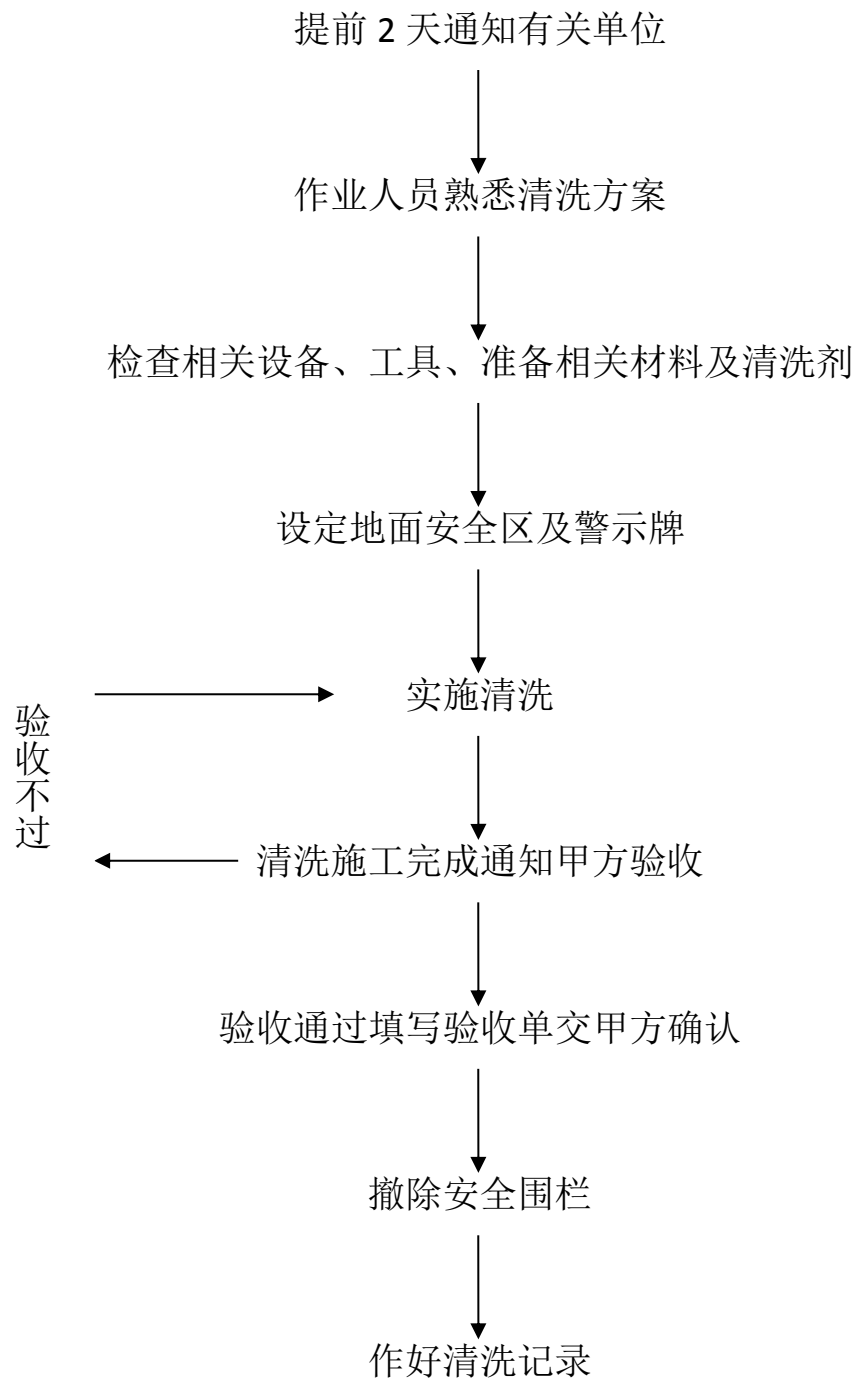 提前 2 天通知有关单位
作业人员熟悉清洗方案
检查相关设备、工具、准备相关材料及清洗剂
设定地面安全区及警示牌
实施清洗
验收不过
清洗施工完成通知甲方验收
验收通过填写验收单交甲方确认
撤除安全围栏
作好清洗记录